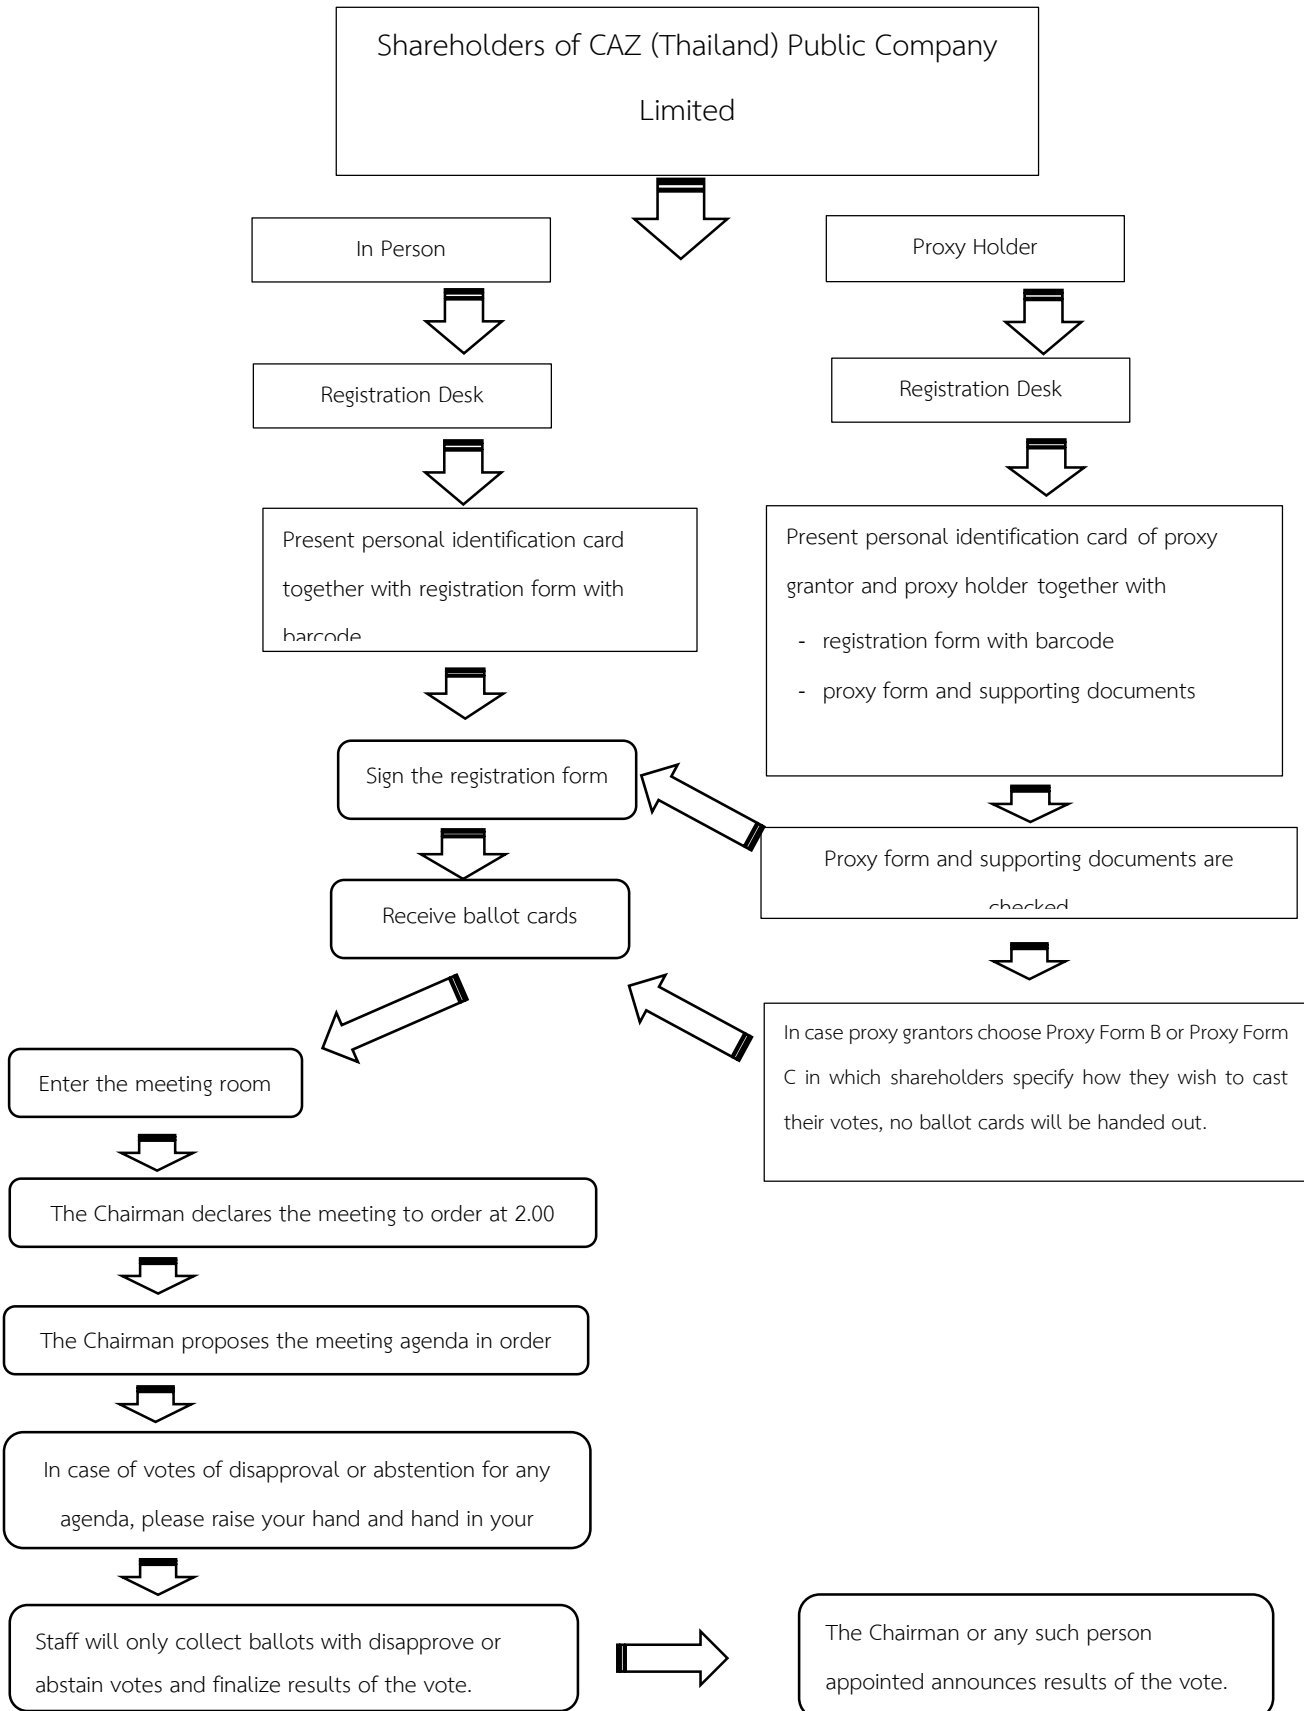 Shareholders of CAZ (Thailand) Public Company
Limited
In Person
Proxy Holder
Registration Desk
Registration Desk
Present personal identification card
together with registration form with
barcode
Present personal identification card of proxy
grantor and proxy holder together with
- registration form with barcode
- proxy form and supporting documents
Sign the registration form
Proxy form and supporting documents are
checked
Receive ballot cards
In case proxy grantors choose Proxy Form B or Proxy Form
C in which shareholders specify how they wish to cast
their votes, no ballot cards will be handed out.
Enter the meeting room
The Chairman declares the meeting to order at 2.00
The Chairman proposes the meeting agenda in order
In case of votes of disapproval or abstention for any
agenda, please raise your hand and hand in your
Staff will only collect ballots with disapprove or
abstain votes and finalize results of the vote.
The Chairman or any such person
appointed announces results of the vote.